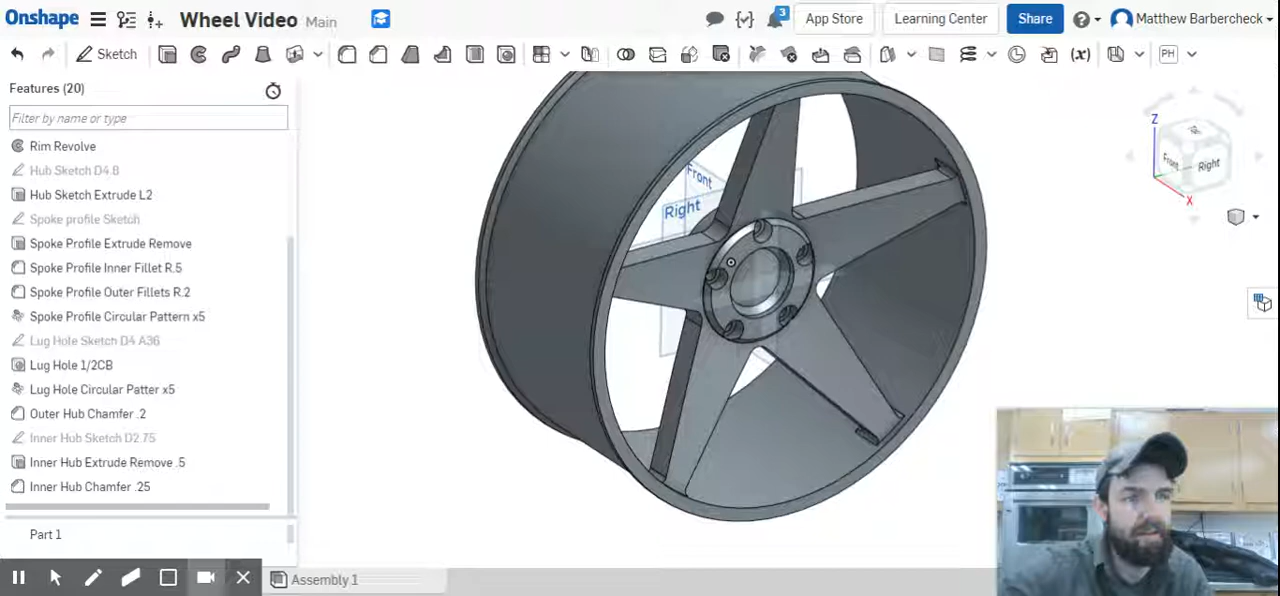 Onshape Wheel Video Main 3 App Store Learning Center Share Matthew Barbercheck
Sketch (x) PH
Features (20)
Filter by name or type
Rim Revolve
Hub Sketch D4.8
Hub Sketch Extrude L2
Spoke profile Sketch
Spoke Profile Extrude Remove
Spoke Profile Inner Fillet R.5
Spoke Profile Outer Fillets R.2
Spoke Profile Circular Pattern x5
Lug Hole Sketch D4 A36
Lug Hole 1/2CB
Lug Hole Circular Patter x5
Outer Hub Chamfer .2
Inner Hub Sketch D2.75
Inner Hub Extrude Remove .5
Inner Hub Chamfer .25
Part 1
Assembly 1
Front
Right
Z
Front Right
X